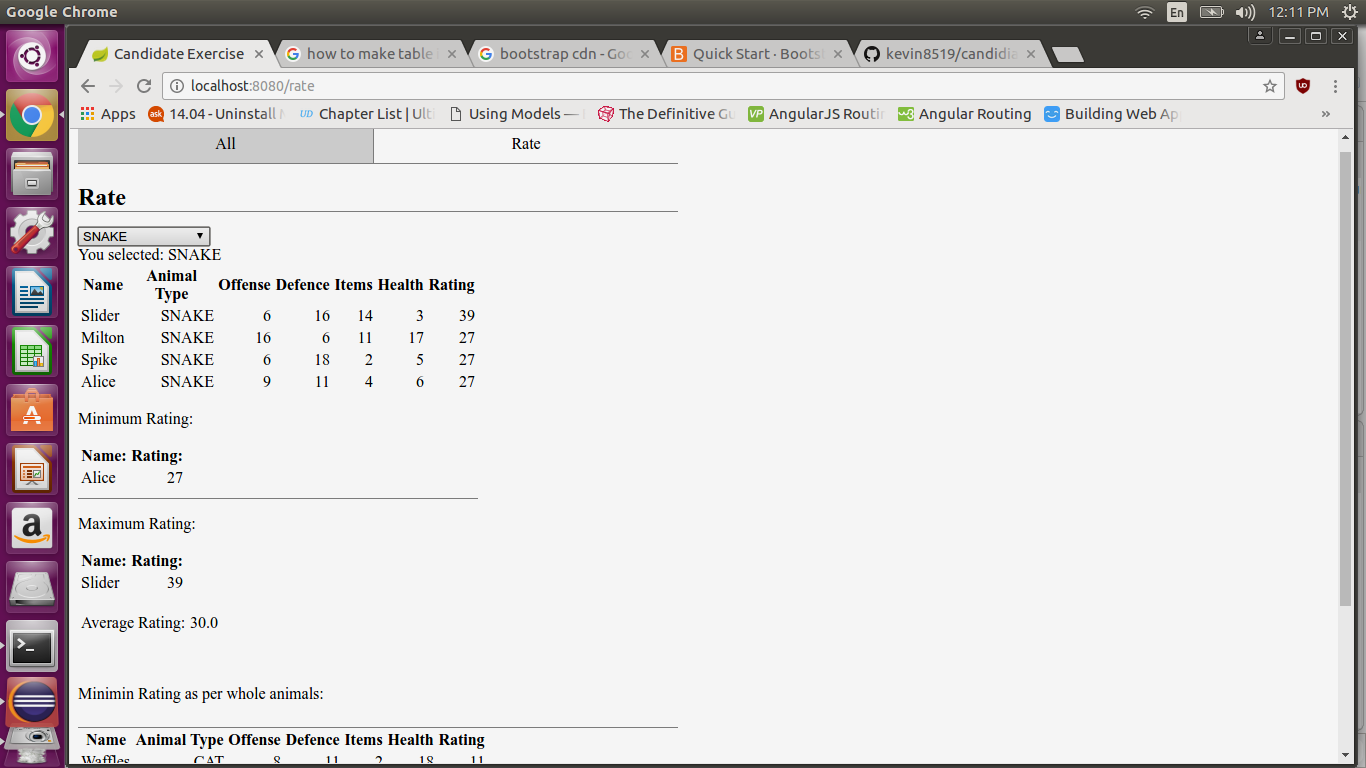 Google Chrome
En
12:11 PM
Candidate Exercise
how to make table
bootstrap cdn - Goo
Quick Start · Bootst
kevin8519/candidia
localhost:8080/rate
Apps
ask
14.04 - Uninstall
UD
Chapter List | Ult
Using Models —
The Definitive Gu
VP
AngularJS Routin
Angular Routing
Building Web Ap
»
All
Rate
Rate
SNAKE
You selected: SNAKE
Name Animal Type Offense Defence Items Health Rating
Slider SNAKE 6 16 14 3 39
Milton SNAKE 16 6 11 17 27
Spike SNAKE 6 18 2 5 27
Alice SNAKE 9 11 4 6 27
Minimum Rating:
Name: Rating:
Alice 27
Maximum Rating:
Name: Rating:
Slider 39
Average Rating: 30.0
Minimin Rating as per whole animals:
Name Animal Type Offense Defence Items Health Rating
Waffles CAT 8 11 2 18 11